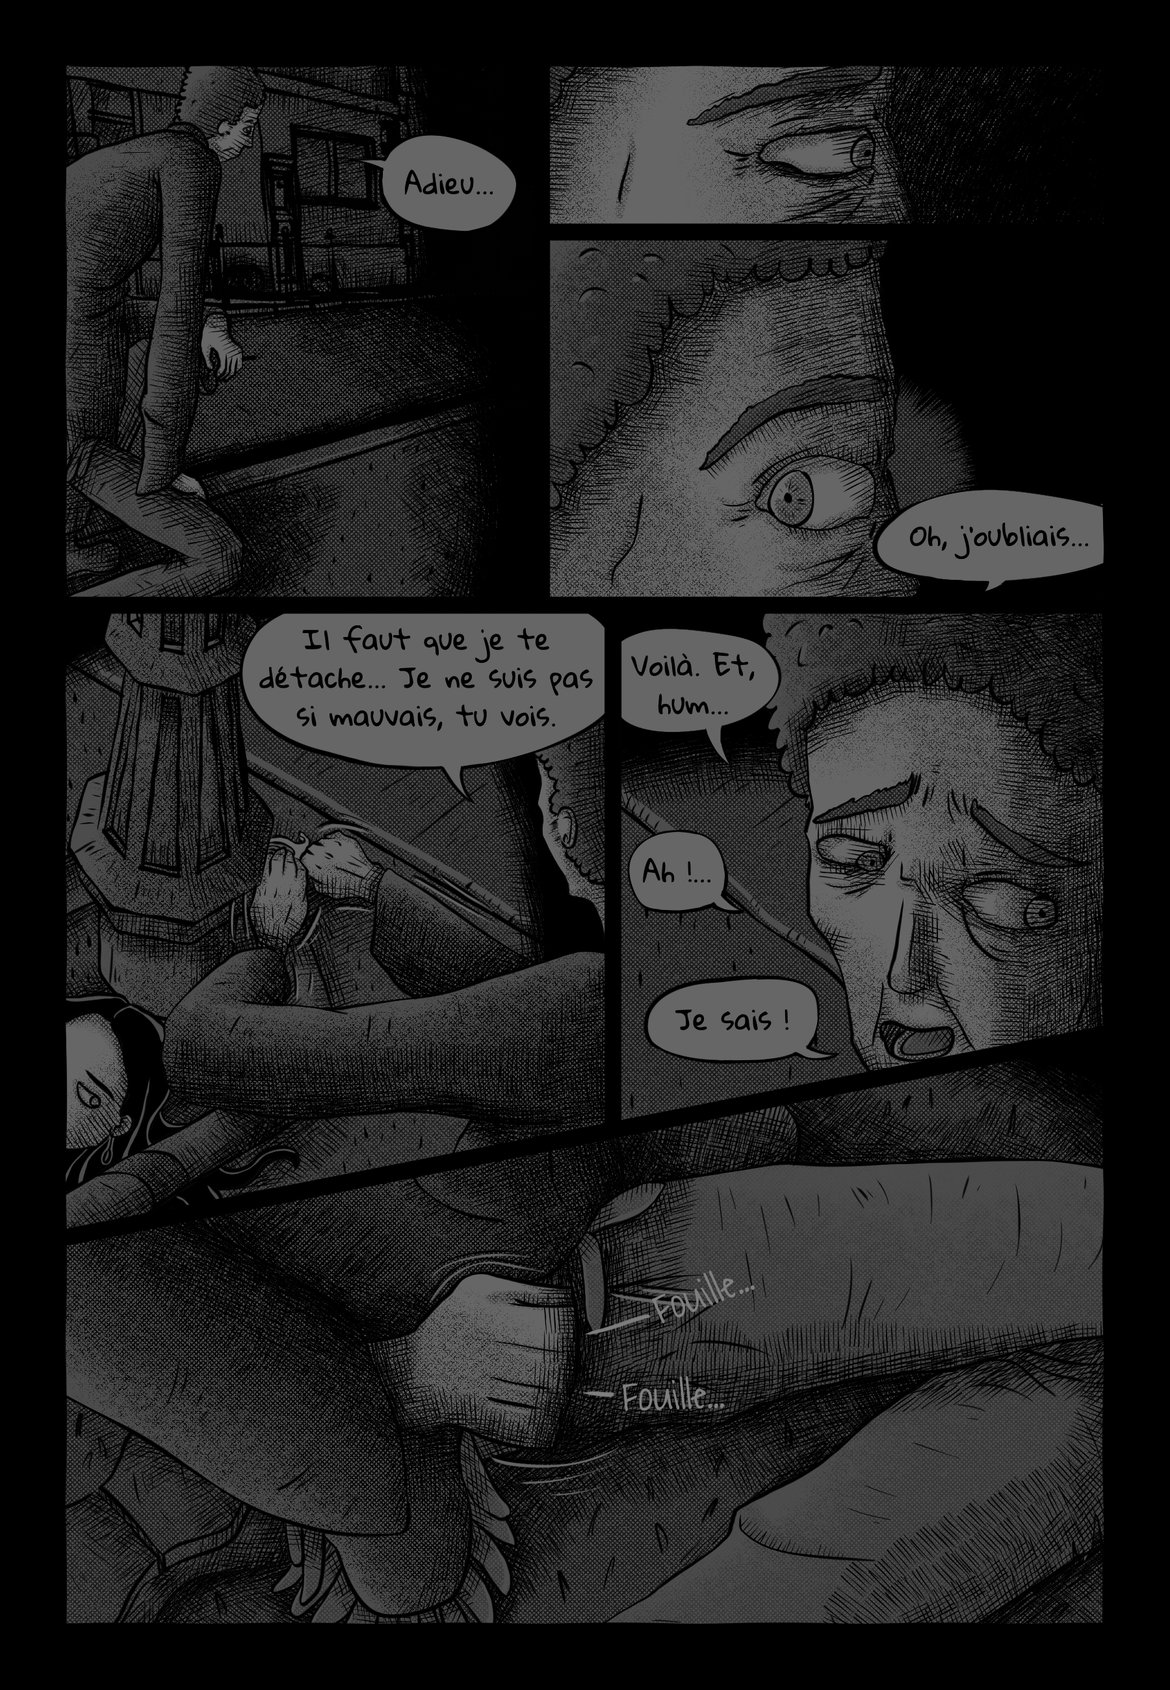 Adieu...
Oh, j'oubliais...
Il faut que je te
détache... Je ne suis pas
si mauvais, tu vois.
Voilà. Et,
hum...
Ah !...
Je sais !
Fouille...
Fouille...